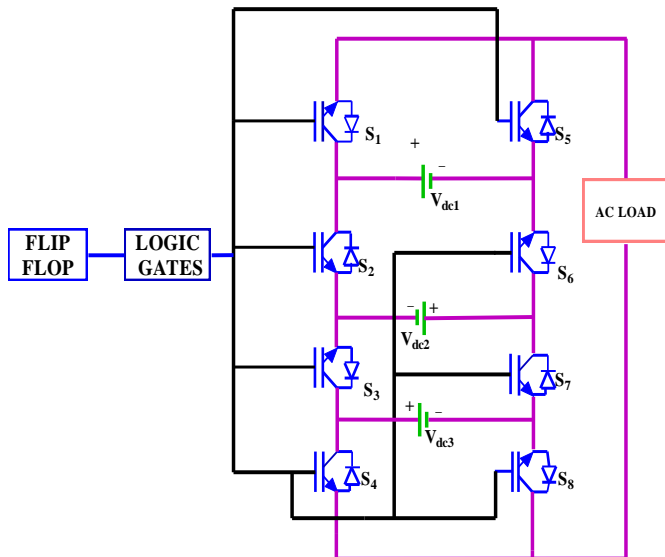 S1
S5
+ −
Vdc1
AC LOAD
FLIP
FLOP
LOGIC
GATES
S2
S6
− +
Vdc2
S3
S7
+ −
Vdc3
S4
S8